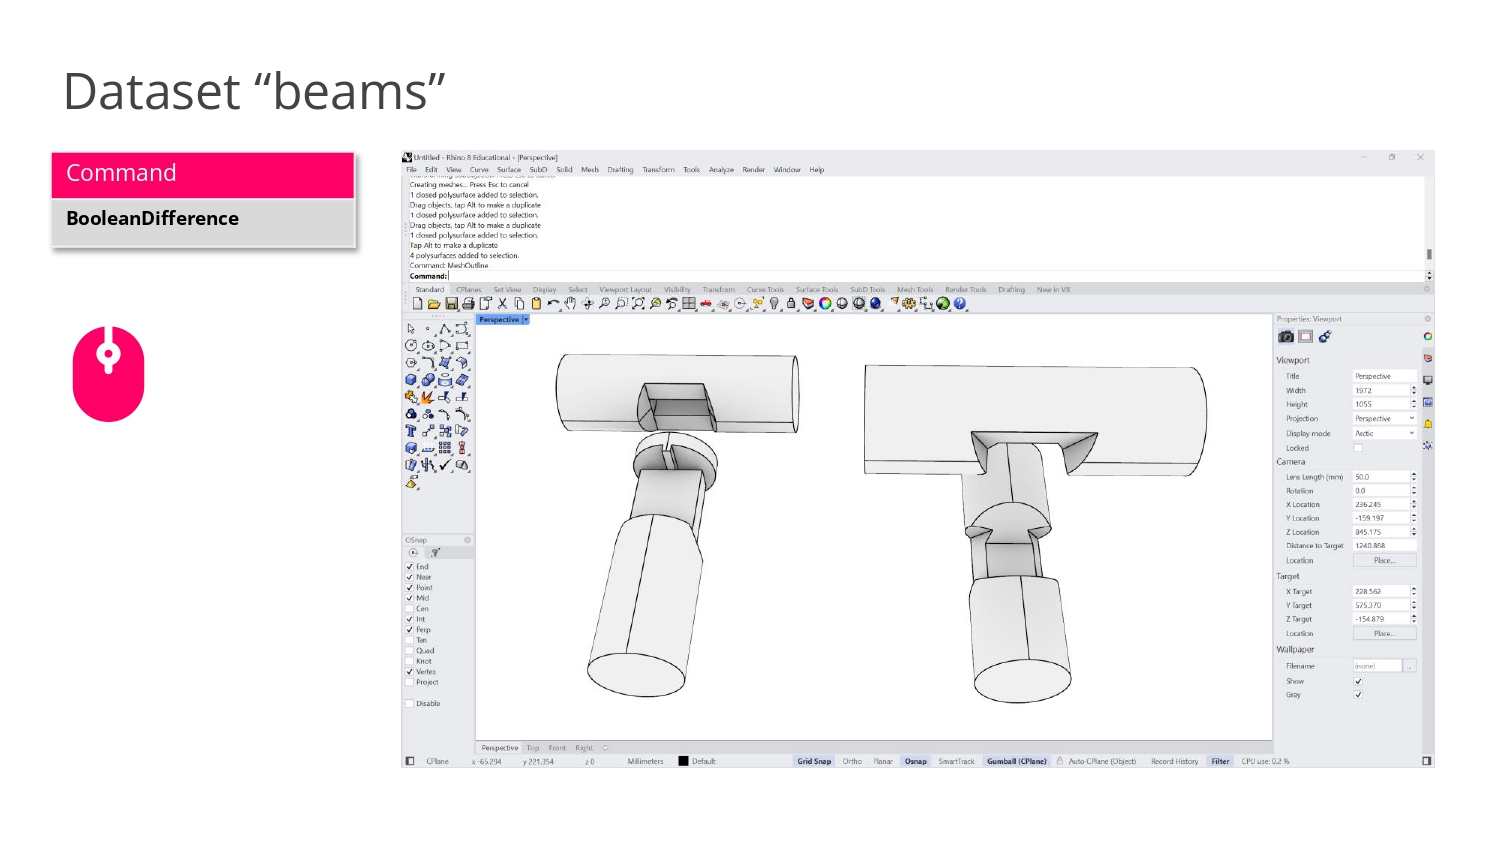 Dataset “beams”
Command
BooleanDifference
Untitled - Rhino 8 Educational - [Perspective]
File Edit View Curve Surface SubD Solid Mesh Drafting Transform Tools Analyze Render Window Help
Creating meshes... Press Esc to cancel
1 closed polysurface added to selection.
Drag objects, tap Alt to make a duplicate
1 closed polysurface added to selection.
Drag objects, tap Alt to make a duplicate
1 closed polysurface added to selection.
Tap Alt to make a duplicate
4 polysurfaces added to selection.
Command: MeshOutline
Command:
Standard CPlanes Set View Display Select Viewport Layout Visibility Transform Curve Tools Surface Tools SubD Tools Mesh Tools Render Tools Drafting New in V8
Perspective
Properties: Viewport
Viewport
Title Perspective
Width 1972
Height 1055
Projection Perspective
Display mode Arctic
Locked
Camera
Lens Length (mm) 50.0
Rotation 0.0
X Location 236.245
Y Location -159.197
Z Location 845.175
Distance to Target 1240.868
Location Place...
Target
X Target 228.562
Y Target 575.370
Z Target -154.879
Location Place...
Wallpaper
Filename (none) ...
Show
Gray
OSnap
End
Near
Point
Mid
Cen
Int
Perp
Tan
Quad
Knot
Vertex
Project
Disable
Perspective Top Front Right
CPlane x -65.294 y 221.354 z 0 Millimeters Default Grid Snap Ortho Planar Osnap SmartTrack Gumball (CPlane) Auto CPlane (Object) Record History Filter CPU use: 0.2 %